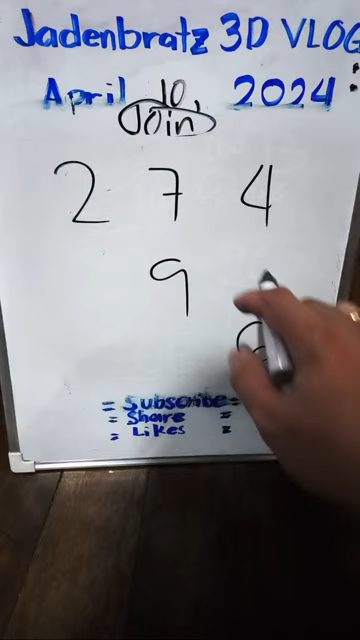 Jadenbratz 3D VLOG
April 10, 2024
Join
2 7 4
9
= Subscribe =
= Share =
= Likes =